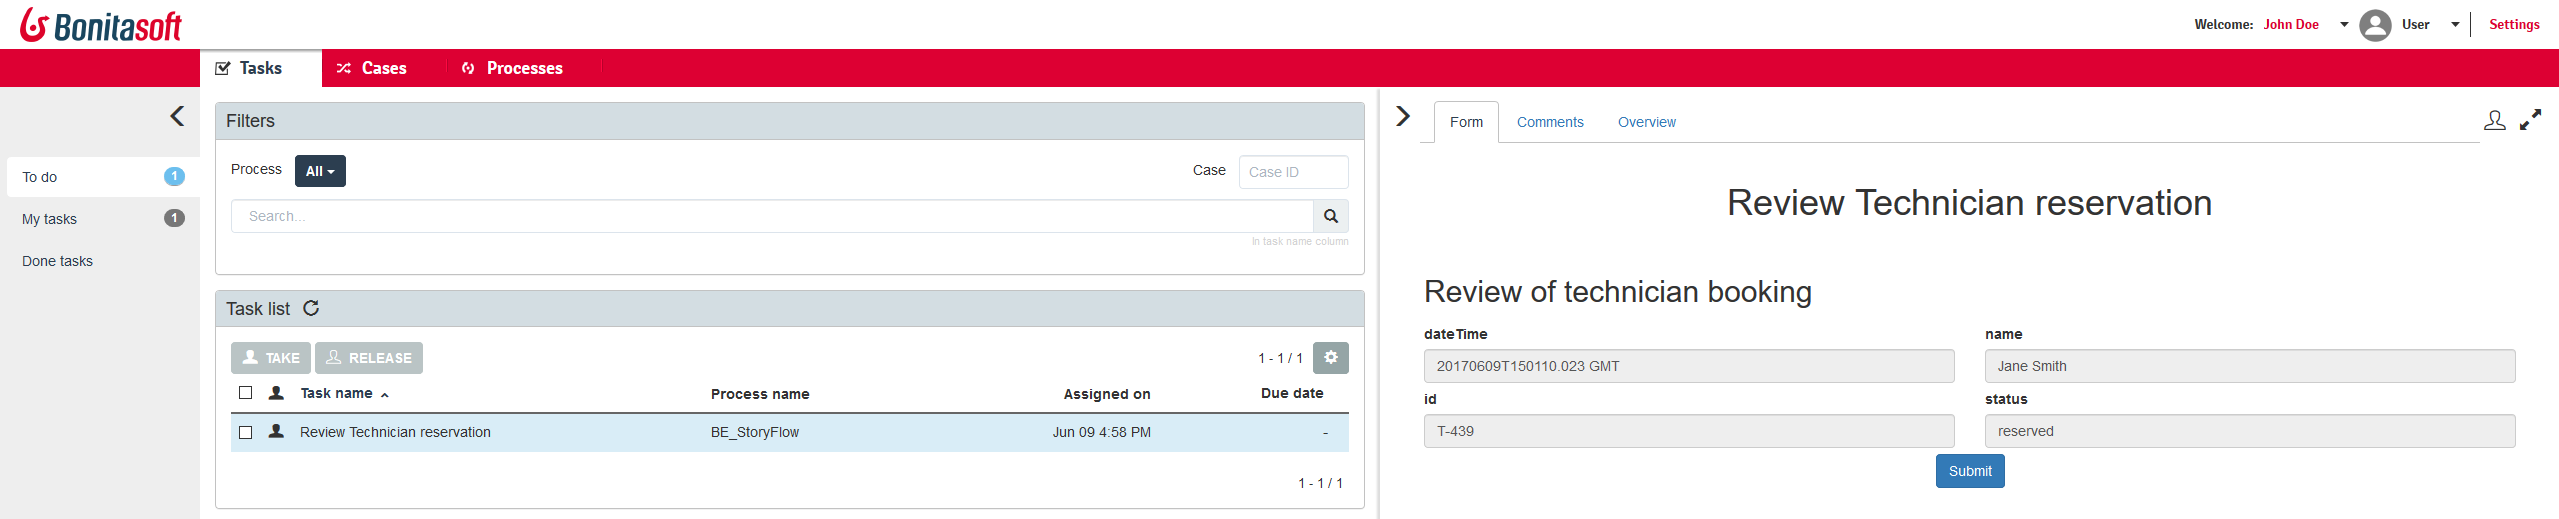 Bonitasoft
Welcome: John Doe User Settings
Tasks Cases Processes
To do 1
My tasks 1
Done tasks
Filters
Process All Case Case ID
Search...
In task name column
Task list
TAKE RELEASE 1 - 1 / 1
Task name Process name Assigned on Due date
Review Technician reservation BE_StoryFlow Jun 09 4:58 PM -
1 - 1 / 1
Form Comments Overview
Review Technician reservation
Review of technician booking
dateTime name
20170609T150110.023 GMT Jane Smith
id status
T-439 reserved
Submit